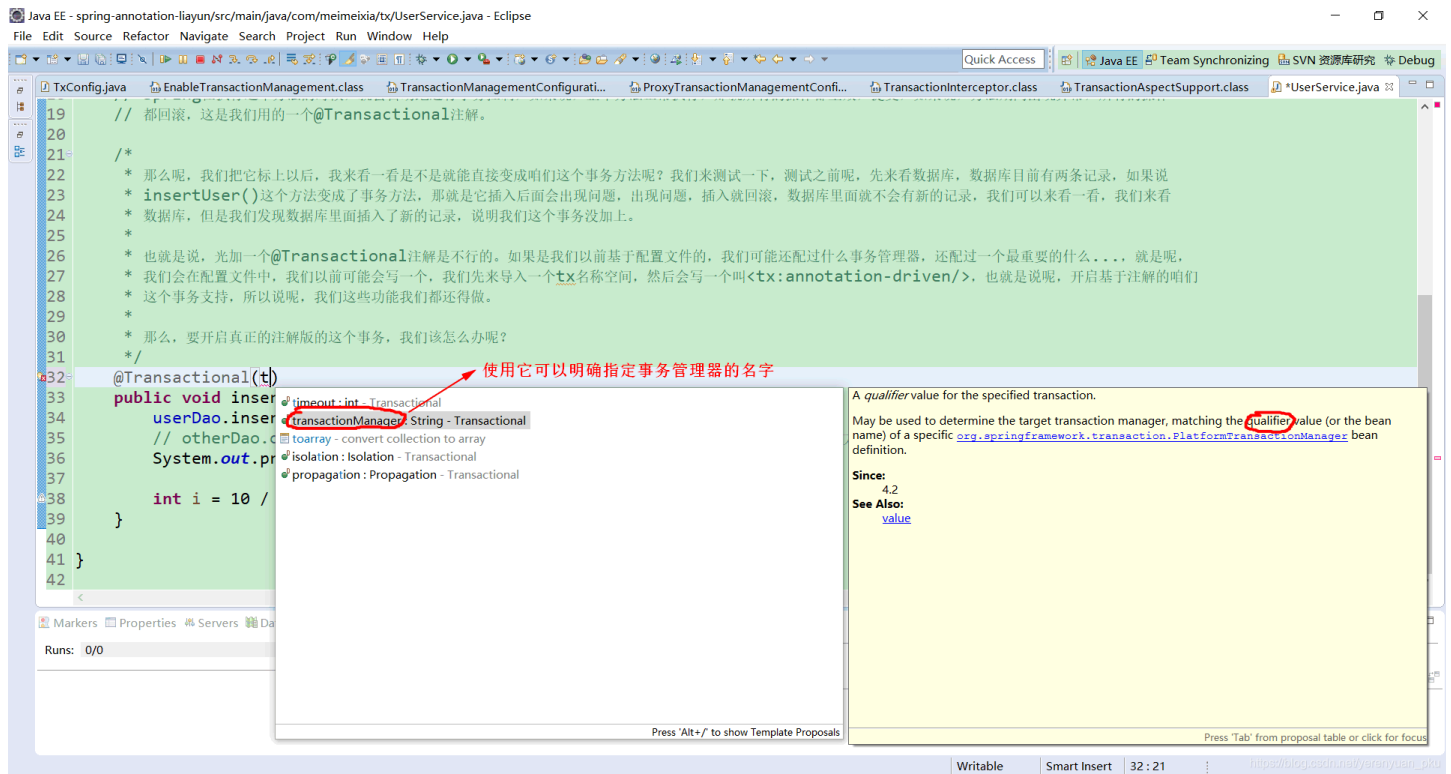 Java EE - spring-annotation-liayun/src/main/java/com/meimeixia/tx/UserService.java - Eclipse
File Edit Source Refactor Navigate Search Project Run Window Help
Quick Access
Java EE Team Synchronizing SVN 资源库研究 Debug
TxConfig.java EnableTransactionManagement.class TransactionManagementConfigurati... ProxyTransactionManagementConfi... TransactionInterceptor.class TransactionAspectSupport.class *UserService.java
19 // 都回滚，这是我们用的一个@Transactional注解。
20
21 /*
22 * 那么呢，我们把它标上以后，我来看一看是不是就能直接变成咱们这个事务方法呢？我们来测试一下，测试之前呢，先来看数据库，数据库目前有两条记录，如果说
23 * insertUser()这个方法变成了事务方法，那就是它插入后面会出现问题，出现问题，插入就回滚，数据库里面就不会有新的记录，我们可以来看一看，我们来看
24 * 数据库，但是我们发现数据库里面插入了新的记录，说明我们这个事务没加上。
25 *
26 * 也就是说，光加一个@Transactional注解是不行的。如果是我们以前基于配置文件的，我们可能还配过什么事务管理器，还配过一个最重要的什么....，就是呢，
27 * 我们会在配置文件中，我们以前可能会写一个，我们先来导入一个tx名称空间，然后会写一个叫<tx:annotation-driven/>，也就是说呢，开启基于注解的咱们
28 * 这个事务支持，所以说呢，我们这些功能我们都还得做。
29 *
30 * 那么，要开启真正的注解版的这个事务，我们该怎么办呢？
31 */
32 @Transactional(t)
使用它可以明确指定事务管理器的名字
33 public void inser
34 userDao.inser
35 // otherDao.
36 System.out.pr
37
38 int i = 10 /
39 }
40
41 }
42
timeout : int - Transactional
transactionManager : String - Transactional
toarray - convert collection to array
isolation : Isolation - Transactional
propagation : Propagation - Transactional
Press 'Alt+/' to show Template Proposals
A qualifier value for the specified transaction.
May be used to determine the target transaction manager, matching the qualifier value (or the bean
name) of a specific org.springframework.transaction.PlatformTransactionManager bean
definition.
Since:
4.2
See Also:
value
Press 'Tab' from proposal table or click for focus
Markers Properties Servers Da
Runs: 0/0
Writable Smart Insert 32 : 21
https://blog.csdn.net/yerenyuan_pku